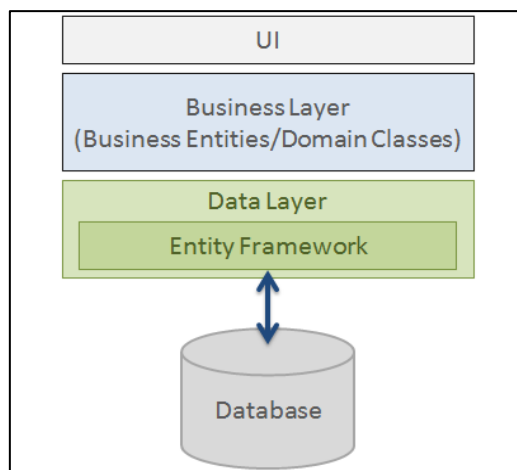 UI
Business Layer
(Business Entities/Domain Classes)
Data Layer
Entity Framework
Database